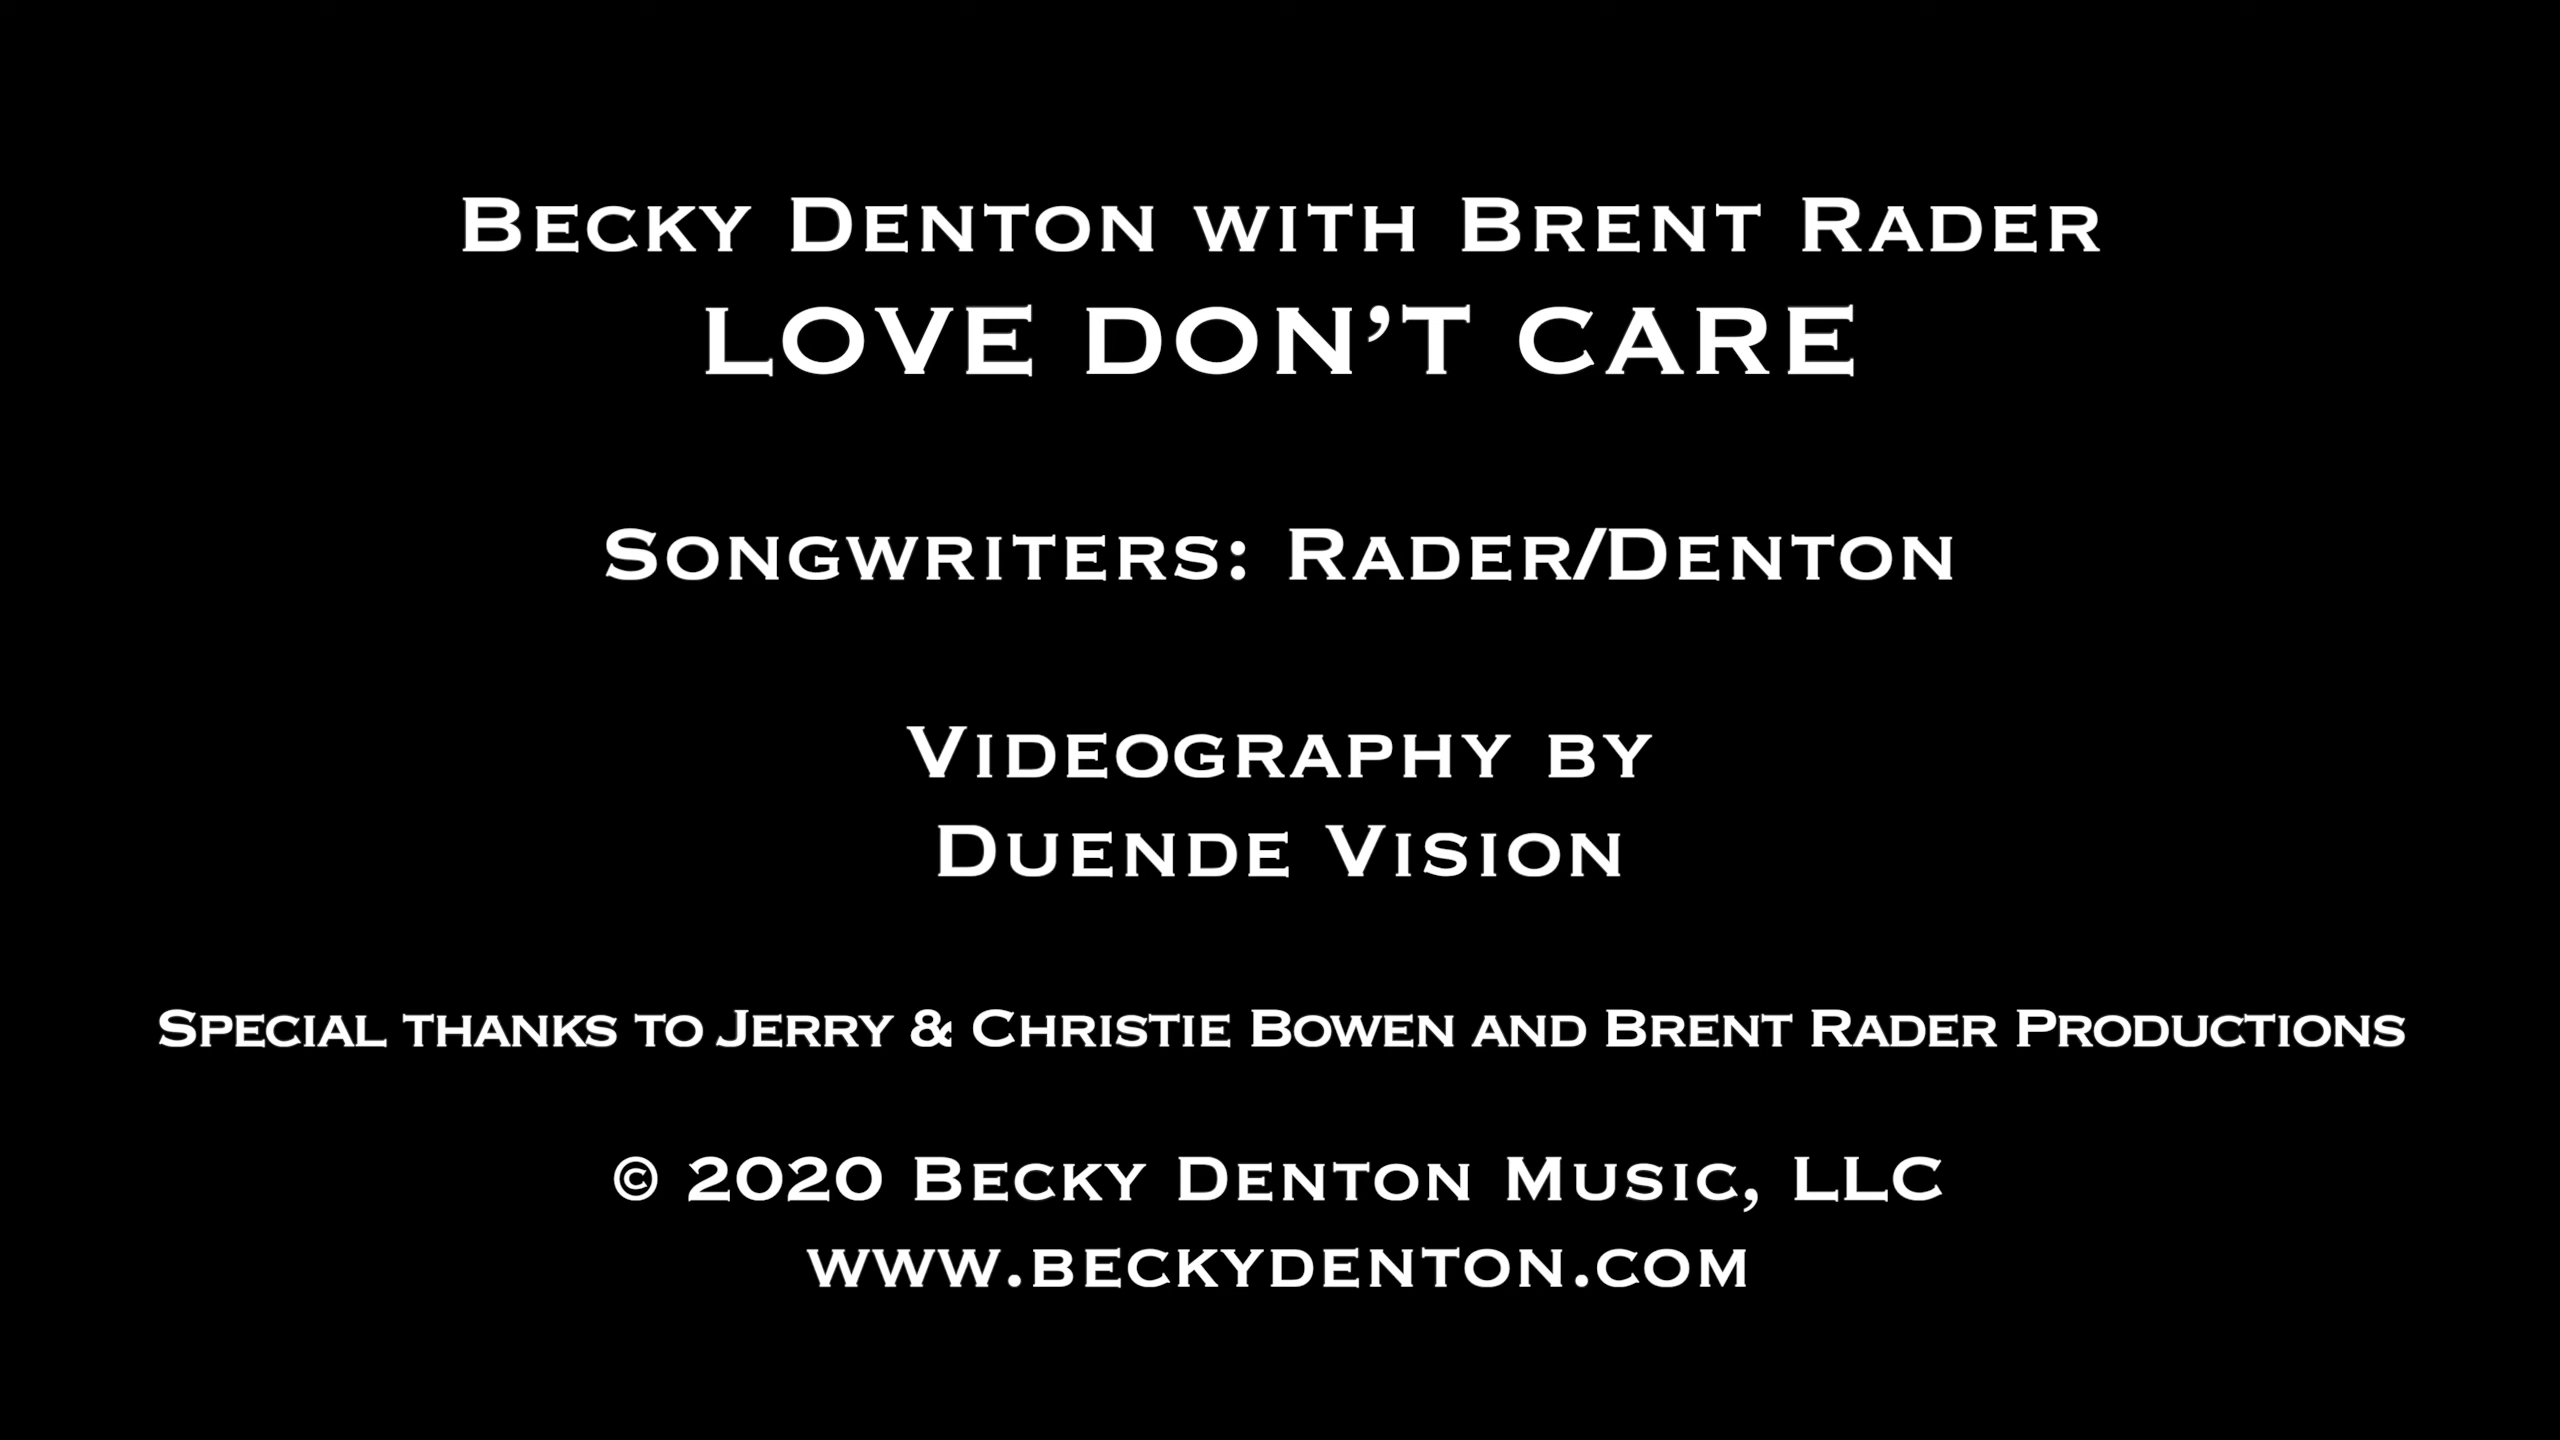 Becky Denton with Brent Rader
LOVE DON'T CARE
Songwriters: Rader/Denton
Videography by
Duende Vision
Special thanks to Jerry & Christie Bowen and Brent Rader Productions
© 2020 Becky Denton Music, LLC
www.beckydenton.com